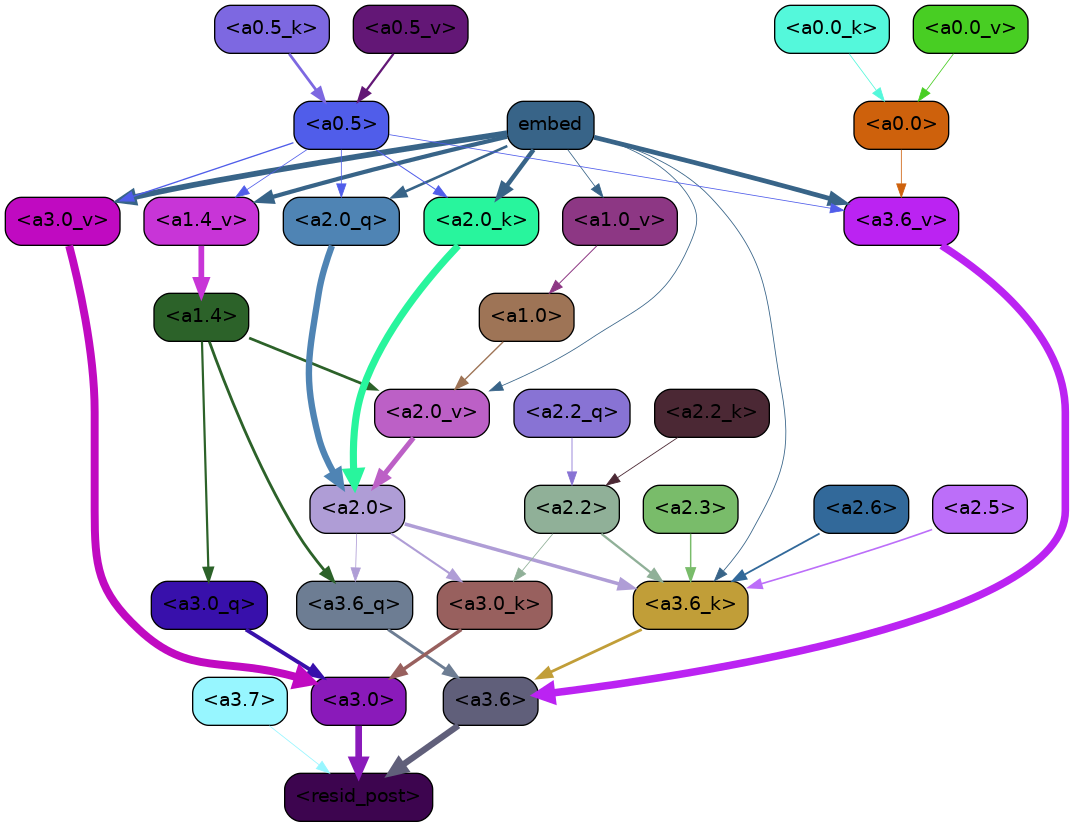 <a0.5_k>
<a0.5_v>
<a0.0_k>
<a0.0_v>
<a0.5>
embed
<a0.0>
<a3.0_v>
<a1.4_v>
<a2.0_q>
<a2.0_k>
<a1.0_v>
<a3.6_v>
<a1.4>
<a1.0>
<a2.0_v>
<a2.2_q>
<a2.2_k>
<a2.0>
<a2.2>
<a2.3>
<a2.6>
<a2.5>
<a3.0_q>
<a3.6_q>
<a3.0_k>
<a3.6_k>
<a3.7>
<a3.0>
<a3.6>
<resid_post>